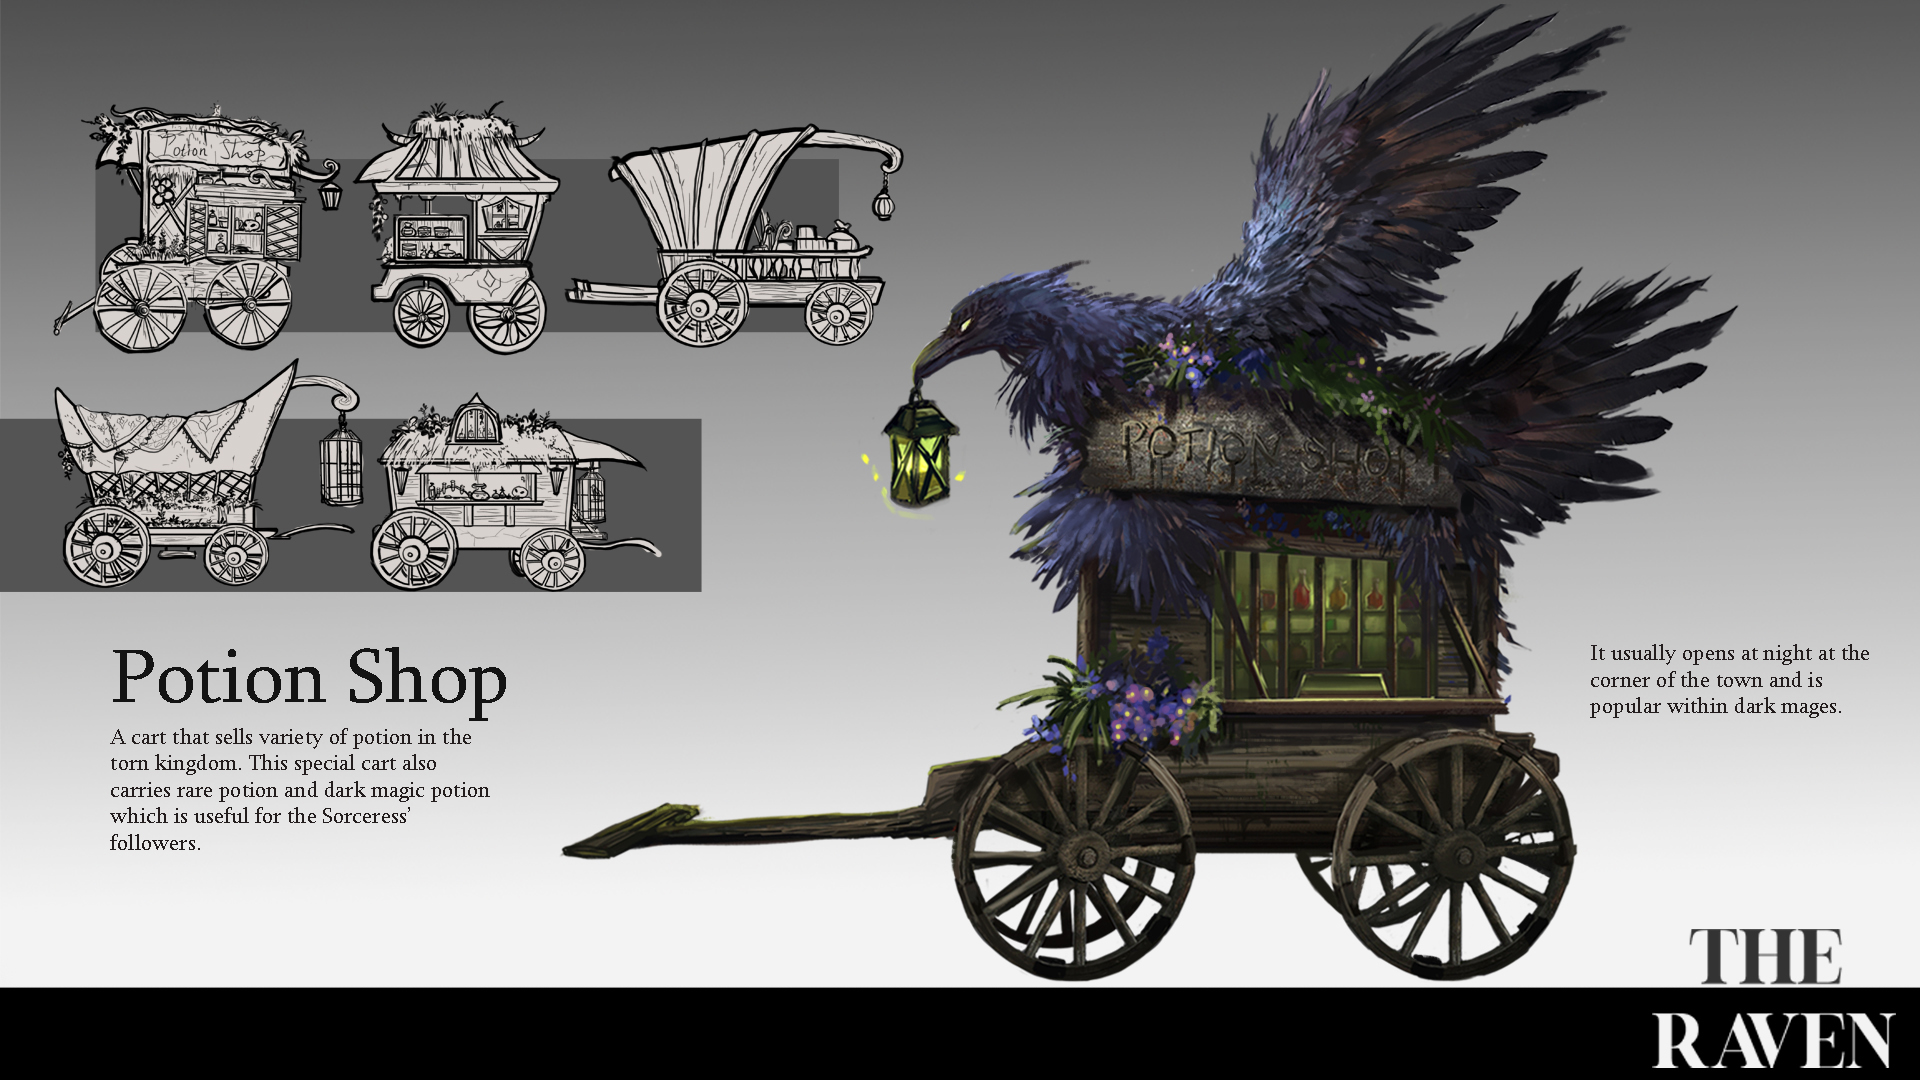 Potion Shop
POTION SHOP
Potion Shop
A cart that sells variety of potion in the
torn kingdom. This special cart also
carries rare potion and dark magic potion
which is useful for the Sorceress’
followers.
It usually opens at night at the
corner of the town and is
popular within dark mages.
THE
RAVEN